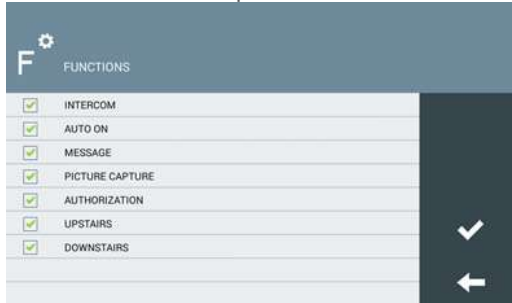 F
FUNCTIONS
INTERCOM
AUTO ON
MESSAGE
PICTURE CAPTURE
AUTHORIZATION
UPSTAIRS
DOWNSTAIRS